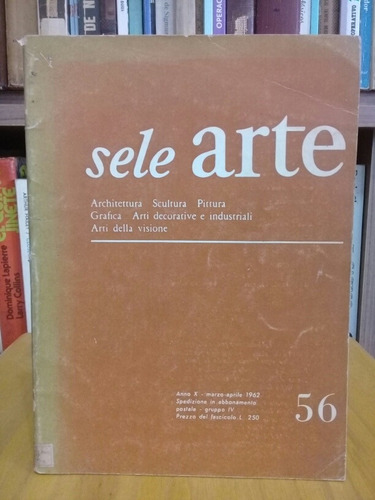 sele arte
Architettura Scultura Pittura
Grafica Arti decorative e industriali
Arti della visione
Anno X - marzo-aprile 1962
Spedizione in abbonamento
postale - gruppo IV
Prezzo del fascicolo L. 250
56
Dominique Lapierre
Larry Collins